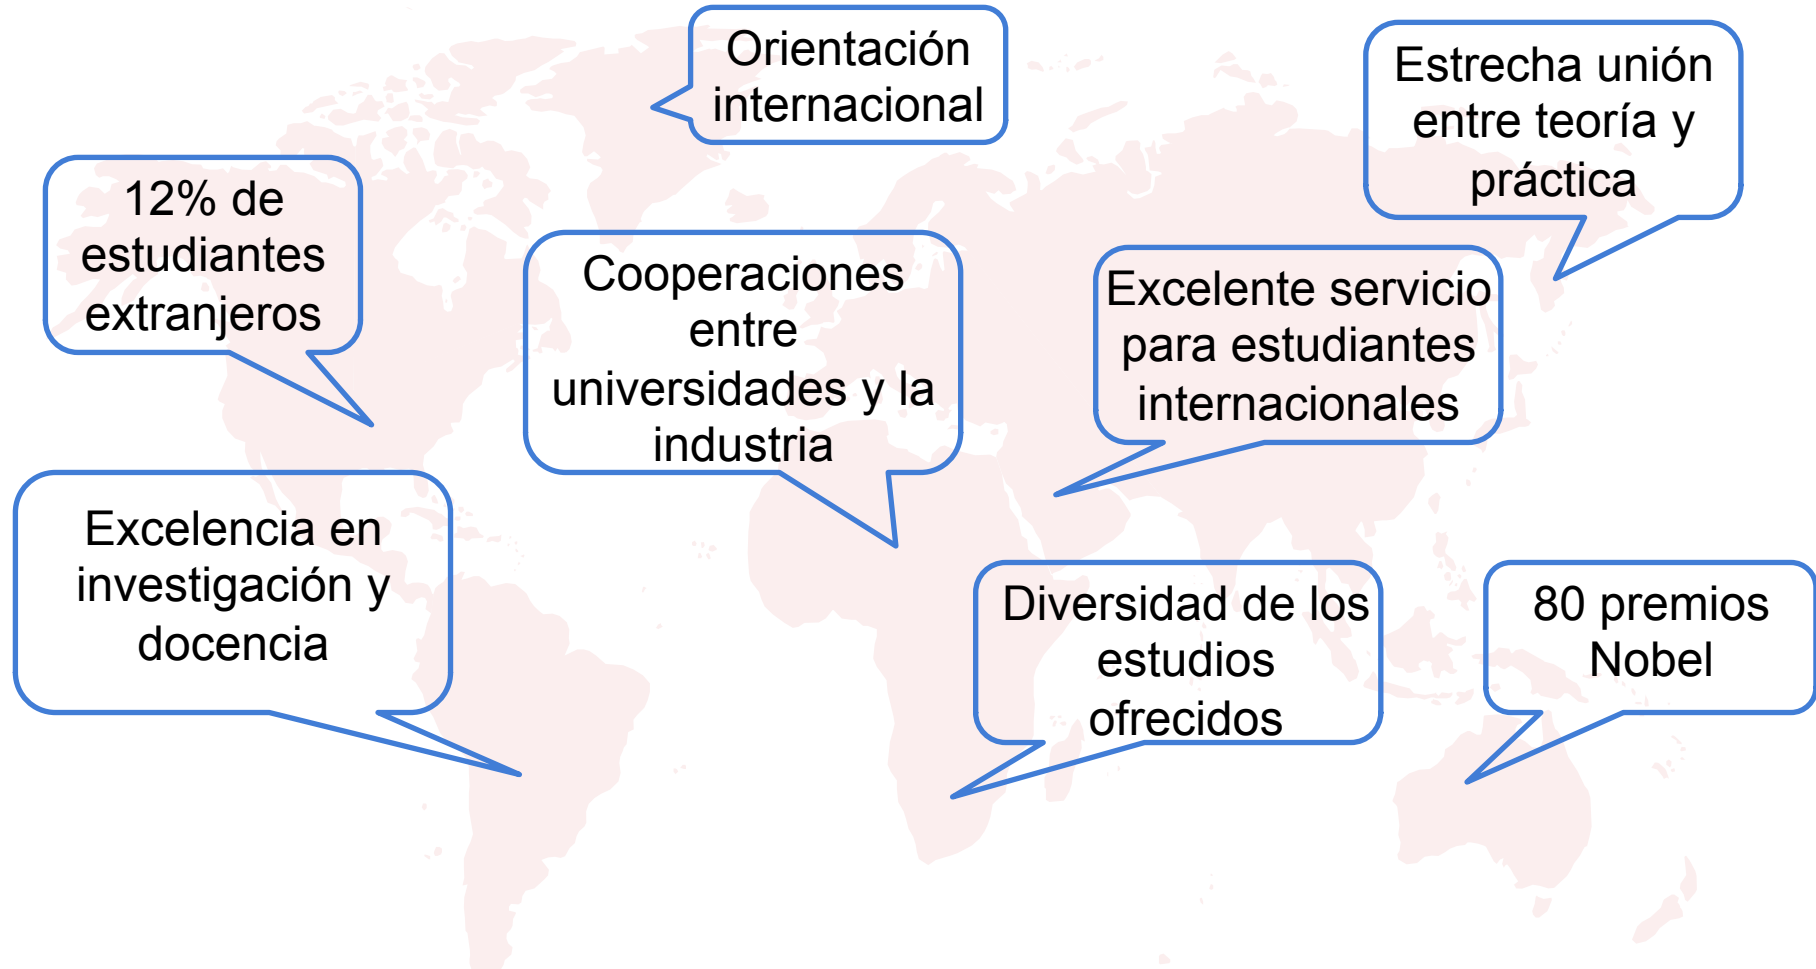 Orientación
internacional
Estrecha unión
entre teoría y
práctica
12% de
estudiantes
extranjeros
Cooperaciones
entre
universidades y la
industria
Excelente servicio
para estudiantes
internacionales
Excelencia en
investigación y
docencia
Diversidad de los
estudios
ofrecidos
80 premios
Nobel